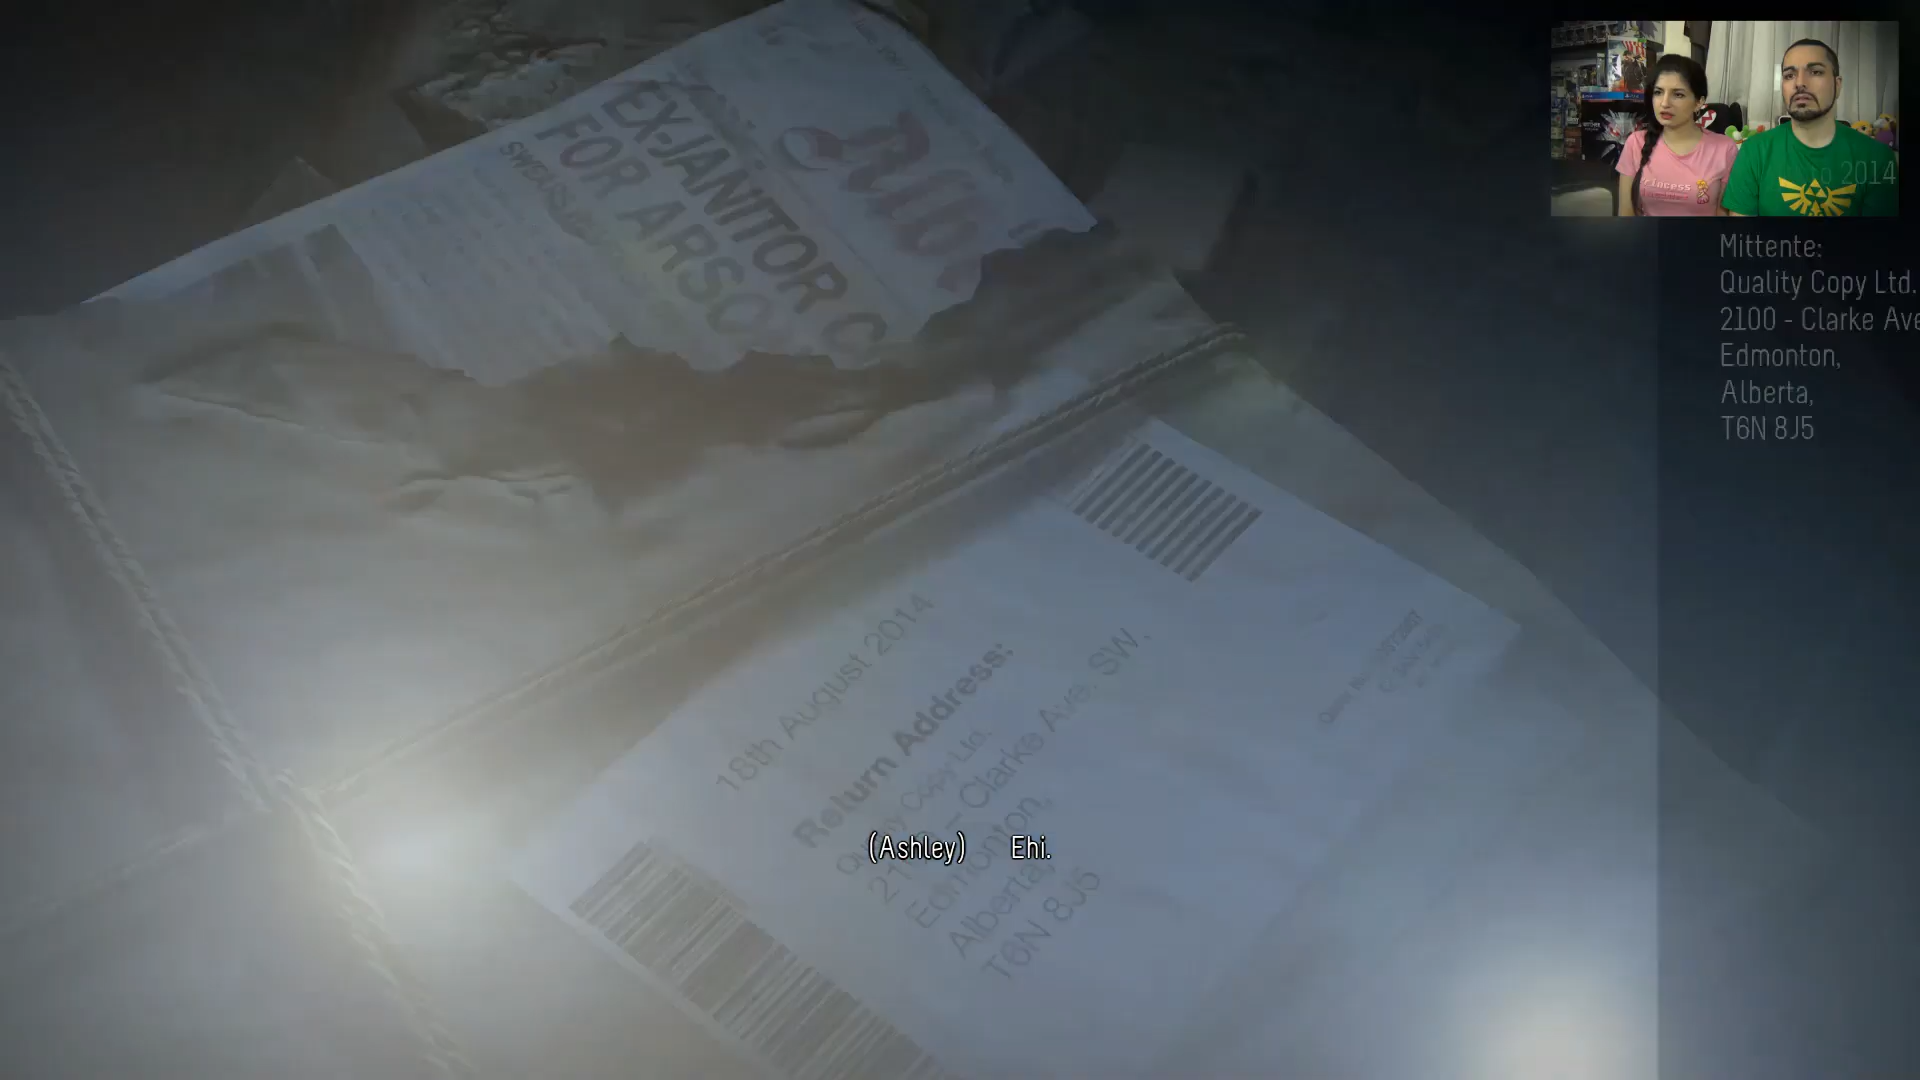 EX-JANITOR C
FOR ARSO
18th August 2014
Return Address:
Copy Ltd.
Clarke Ave. SW.
Edmonton,
Alberta,
T6N 8J5
(Ashley) Ehi.
Princess
2014
Mittente:
Quality Copy Ltd.
2100 - Clarke Ave
Edmonton,
Alberta,
T6N 8J5